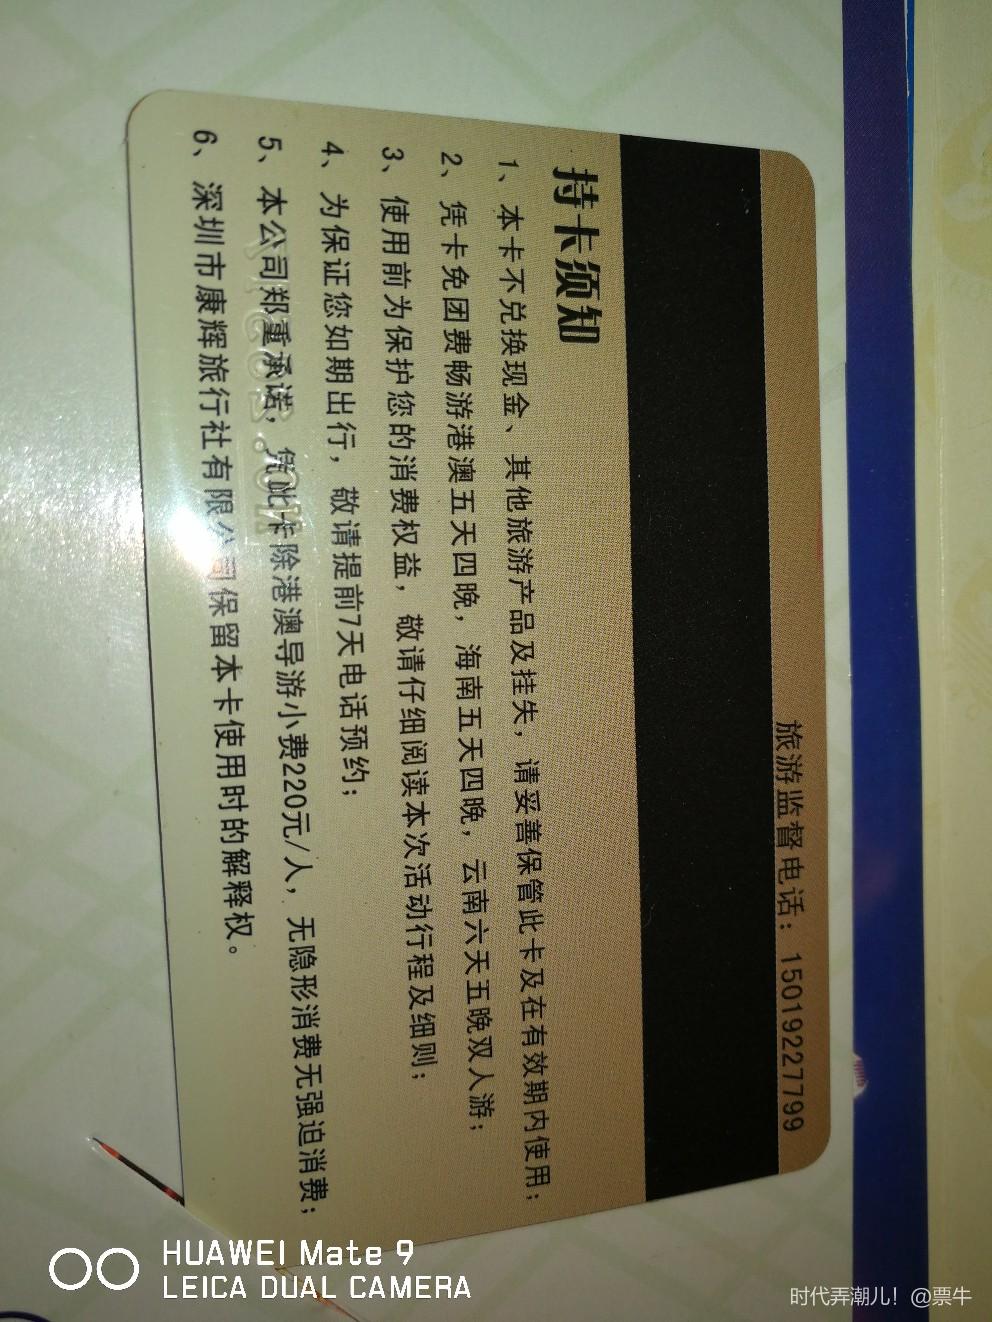 旅游监督电话：15019227799
持卡须知
1、本卡不兑换现金、其他旅游产品及挂失，请妥善保管此卡及在有效期内使用；
2、凭卡免团费畅游港澳五天四晚，海南五天四晚，云南六天五晚双人游；
3、使用前为保护您的消费权益，敬请仔细阅读本次活动行程及细则；
4、为保证您如期出行，敬请提前7天电话预约；
5、本公司郑重承诺，凭此卡除港澳导游小费220元/人，无隐形消费无强迫消费；
6、深圳市康辉旅行社有限公司保留本卡使用时的解释权。
HUAWEI Mate 9
LEICA DUAL CAMERA
时代弄潮儿！@票牛